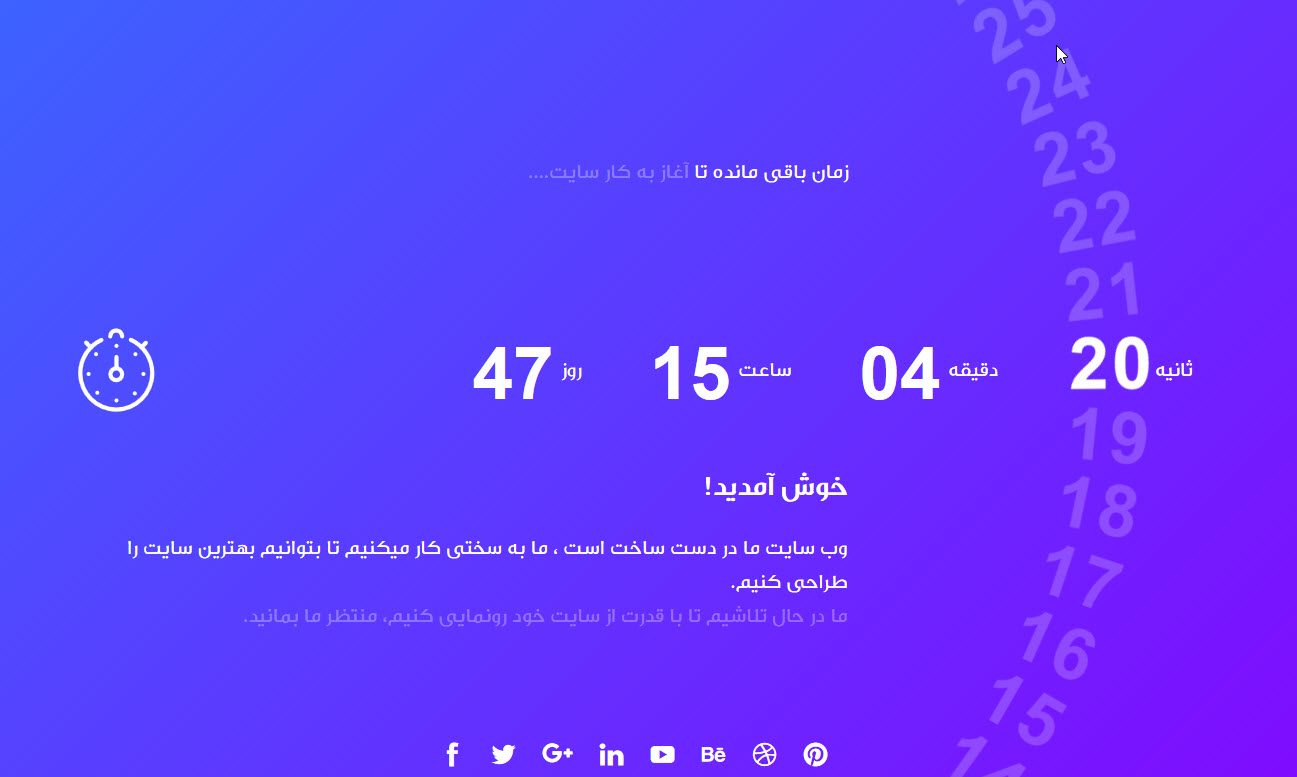 25
24
23
22
21
زمان باقی مانده تا آغاز به کار سایت....
ثانیه 20
دقیقه 04
ساعت 15
روز 47
19
18
17
16
15
14
خوش آمدید!
وب سایت ما در دست ساخت است ، ما به سختی کار میکنیم تا بتوانیم بهترین سایت را
طراحی کنیم.
ما در حال تلاشیم تا با قدرت از سایت خود رونمایی کنیم، منتظر ما بمانید.
f G+ in Bē